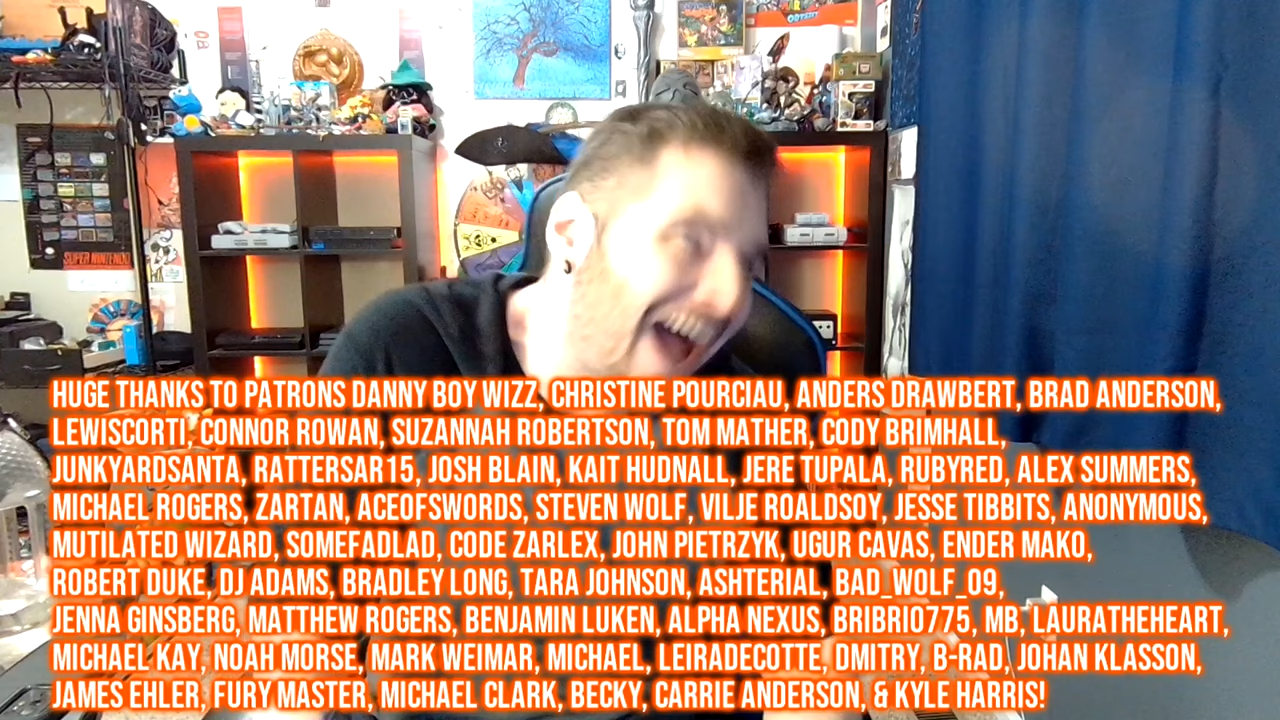 HUGE THANKS TO PATRONS DANNY BOY WIZZ, CHRISTINE POURCIAU, ANDERS DRAWBERT, BRAD ANDERSON,
LEWISCORTI, CONNOR ROWAN, SUZANNAH ROBERTSON, TOM MATHER, CODY BRIMHALL,
JUNKYARDSANTA, RATTERSAR15, JOSH BLAIN, KAIT HUDNALL, JERE TUPALA, RUBYRED, ALEX SUMMERS,
MICHAEL ROGERS, ZARTAN, ACEOFSWORDS, STEVEN WOLF, VILJE ROALDSOY, JESSE TIBBITS, ANONYMOUS,
MUTILATED WIZARD, SOMEFADLAD, CODE ZARLEX, JOHN PIETRZYK, UGUR CAVAS, ENDER MAKO,
ROBERT DUKE, DJ ADAMS, BRADLEY LONG, TARA JOHNSON, ASHTERIAL, BAD_WOLF_09,
JENNA GINSBERG, MATTHEW ROGERS, BENJAMIN LUKEN, ALPHA NEXUS, BRIBRI0775, MB, LAURATHEHEART,
MICHAEL KAY, NOAH MORSE, MARK WEIMAR, MICHAEL, LEIRADECOTTE, DMITRY, B-RAD, JOHAN KLASSON,
JAMES EHLER, FURY MASTER, MICHAEL CLARK, BECKY, CARRIE ANDERSON, & KYLE HARRIS!
SUPER NINTENDO